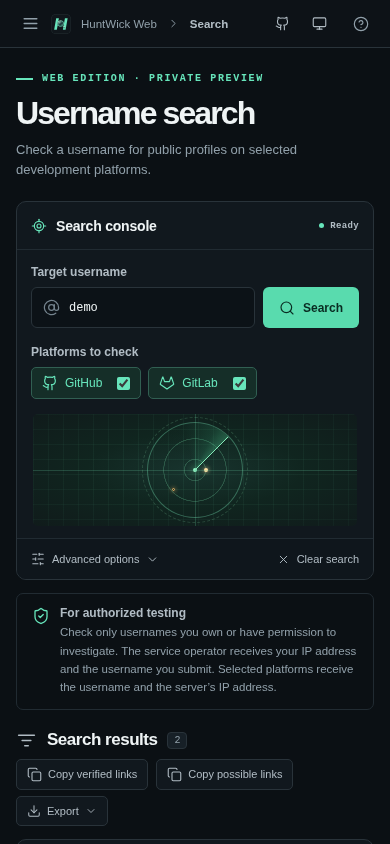 HuntWick Web > Search
WEB EDITION · PRIVATE PREVIEW
Username search
Check a username for public profiles on selected
development platforms.
Search console
Ready
Target username
demo
Search
Platforms to check
GitHub
GitLab
Advanced options
Clear search
For authorized testing
Check only usernames you own or have permission to
investigate. The service operator receives your IP address
and the username you submit. Selected platforms receive
the username and the server’s IP address.
Search results 2
Copy verified links
Copy possible links
Export